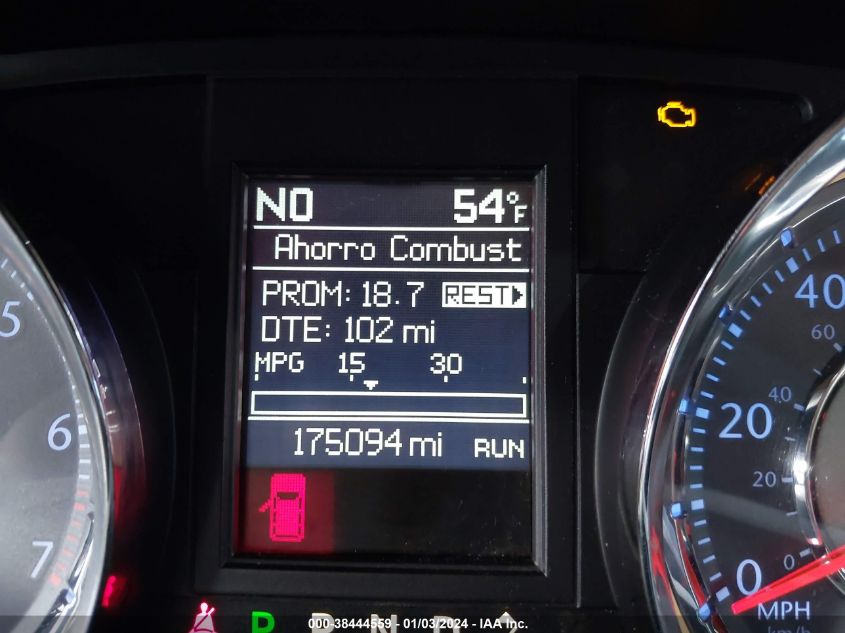 NO 54°F
Ahorro Combust
PROM: 18.7 REST
DTE: 102 mi
MPG 15 30
175094 mi RUN
5
6
7
40
60
20
40
20
0
0
MPH
km/h
P R N D
000-38444559 - 01/03/2024 - IAA Inc.